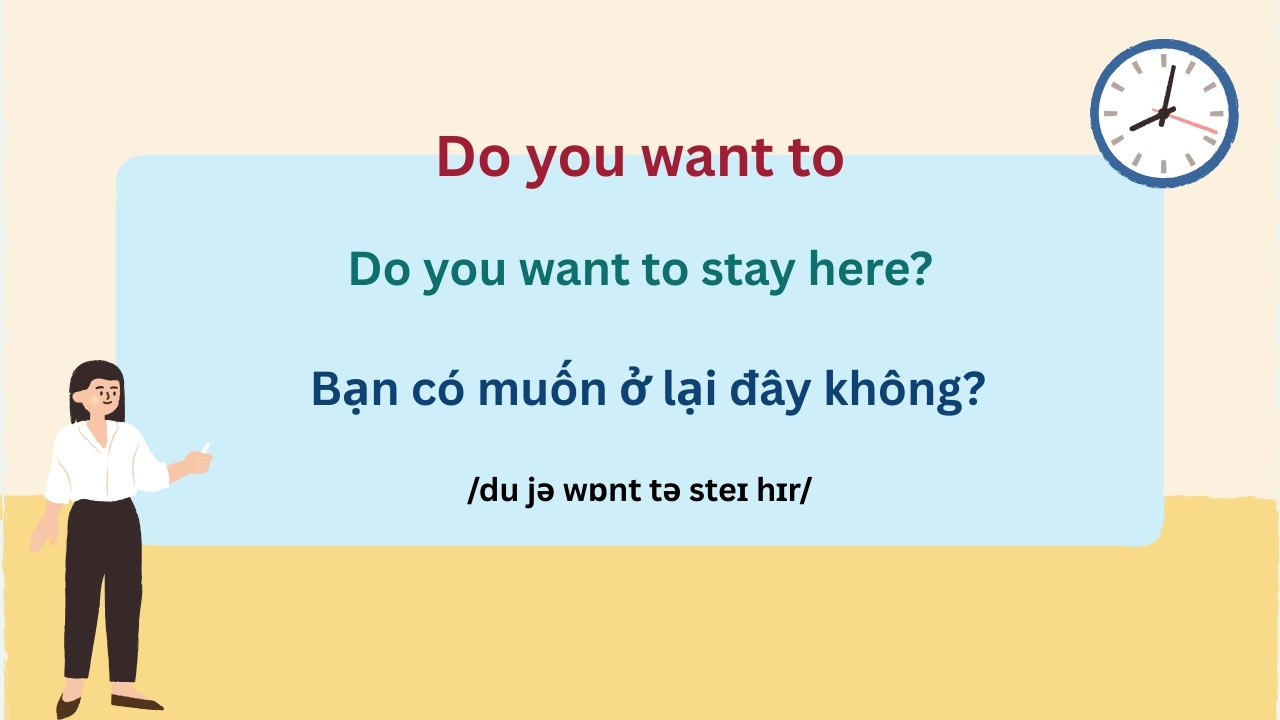 Do you want to
Do you want to stay here?
Bạn có muốn ở lại đây không?
/du jə wɒnt tə steɪ hɪr/